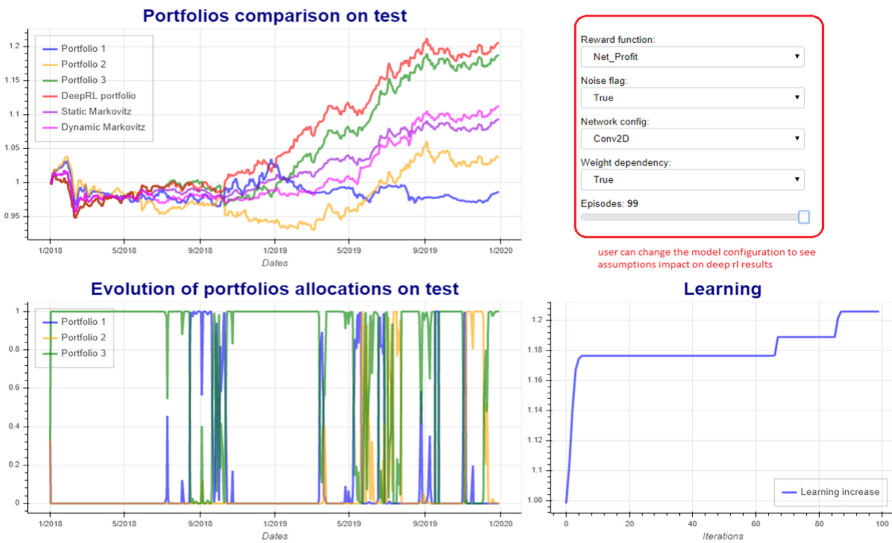 Portfolios comparison on test
1.2
1.15
1.1
1.05
1
0.95
Portfolio 1
Portfolio 2
Portfolio 3
DeepRL portfolio
Static Markovitz
Dynamic Markovitz
1/2018
5/2018
9/2018
1/2019
5/2019
9/2019
1/2020
Dates
Reward function:
Net_Profit
Noise flag:
True
Network config:
Conv2D
Weight dependency:
True
Episodes: 99
user can change the model configuration to see
assumptions impact on deep rl results
Evolution of portfolios allocations on test
1
0.8
0.6
0.4
0.2
0
Portfolio 1
Portfolio 2
Portfolio 3
1/2018
5/2018
9/2018
1/2019
5/2019
9/2019
1/2020
Dates
Learning
1.2
1.18
1.16
1.14
1.12
1.1
1.08
Learning increase
0
20
40
60
80
100
Iterations